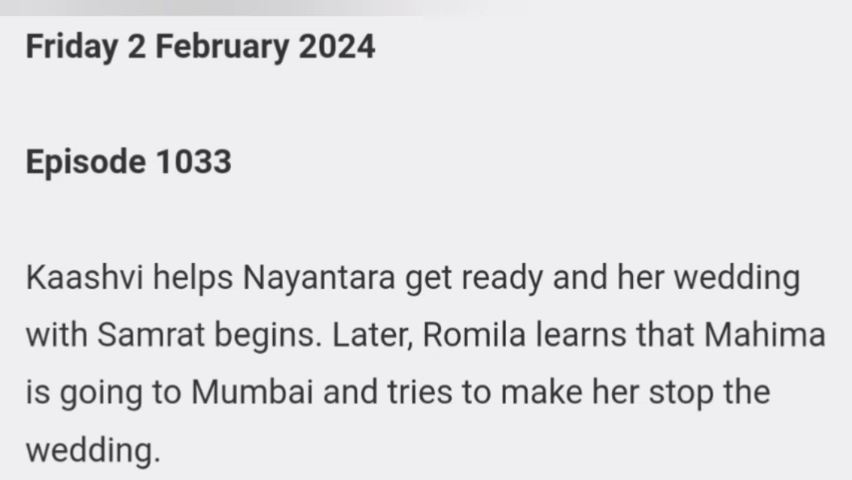 Friday 2 February 2024
Episode 1033
Kaashvi helps Nayantara get ready and her wedding
with Samrat begins. Later, Romila learns that Mahima
is going to Mumbai and tries to make her stop the
wedding.